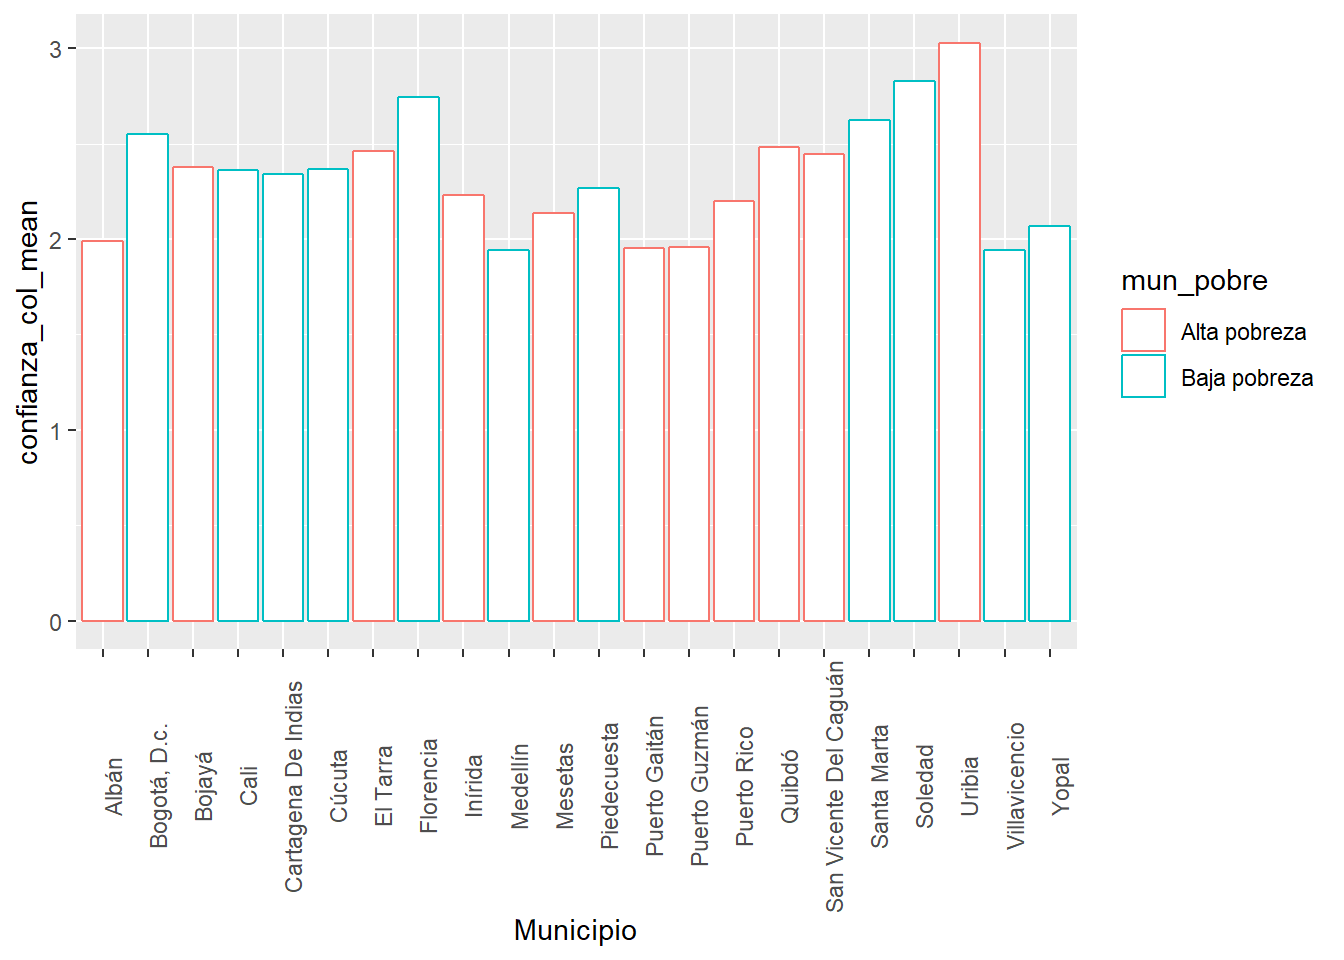 confianza_col_mean
3
2
1
0
Albán
Bogotá, D.c.
Bojayá
Cali
Cartagena De Indias
Cúcuta
El Tarra
Florencia
Inírida
Medellín
Mesetas
Piedecuesta
Puerto Gaitán
Puerto Guzmán
Puerto Rico
Quibdó
San Vicente Del Caguán
Santa Marta
Soledad
Uribia
Villavicencio
Yopal
Municipio
mun_pobre
Alta pobreza
Baja pobreza